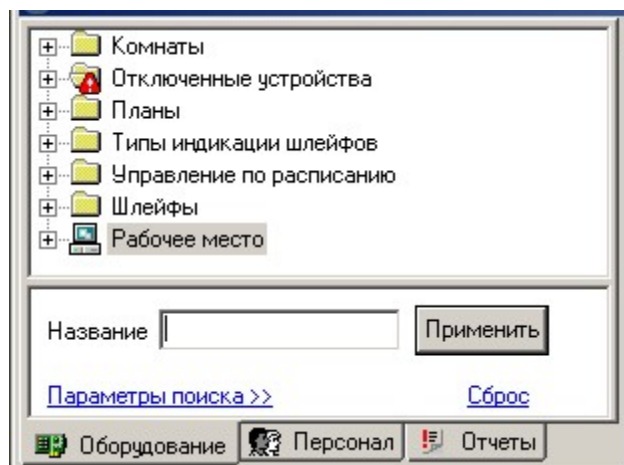 Комнаты
Отключенные устройства
Планы
Типы индикации шлейфов
Управление по расписанию
Шлейфы
Рабочее место
Название Применить
Параметры поиска >> Сброс
Оборудование Персонал Отчеты